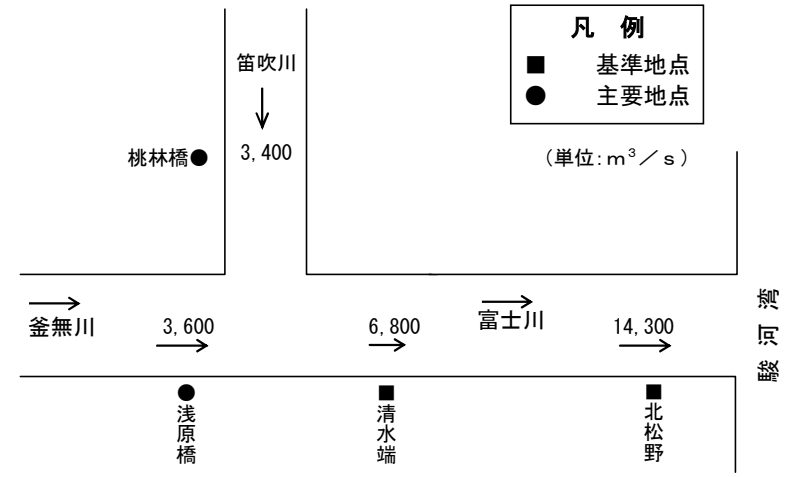 凡 例
■ 基準地点
● 主要地点
笛吹川
桃林橋●
3,400
(単位:m³/s)
釜無川
3,600
6,800
富士川
14,300
駿河湾
浅原橋
清水端
北松野